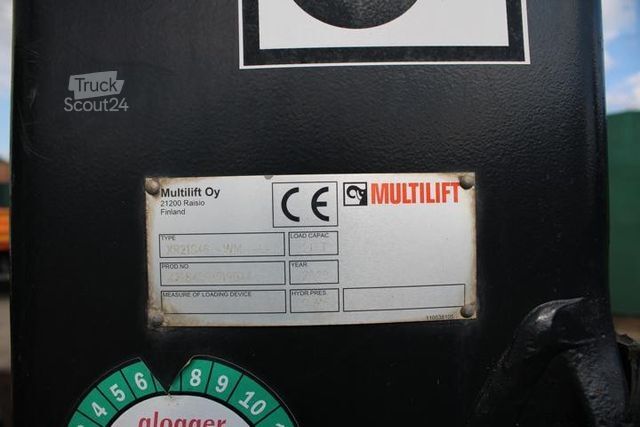 Truck
Scout24
Multilift Oy
21200 Raisio
Finland
CE
MULTILIFT
TYPE
LOAD CAPAC
PROD.NO
YEAR
MEASURE OF LOADING DEVICE
HYDR.PRES.
110038105
4 5 6 8 9 10
glogger